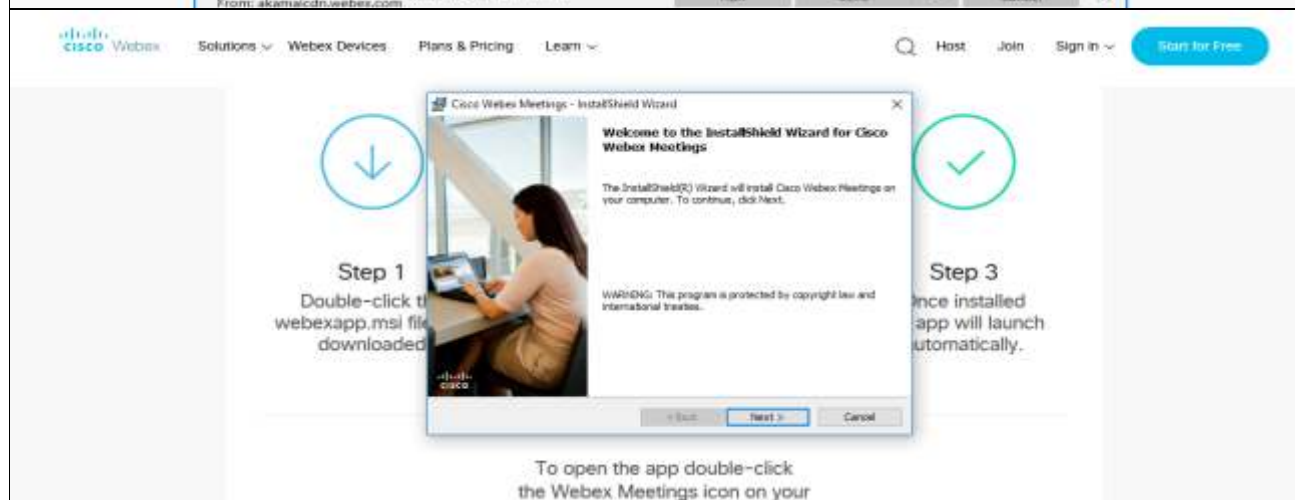 From: akamaicdn.webex.com
cisco Webex Solutions Webex Devices Plans & Pricing Learn Host Join Sign in Start for Free
Cisco Webex Meetings - InstallShield Wizard
Welcome to the InstallShield Wizard for Cisco
Webex Meetings
The InstallShield(R) Wizard will install Cisco Webex Meetings on
your computer. To continue, click Next.
WARNING: This program is protected by copyright law and
international treaties.
cisco
< Back Next > Cancel
Step 1
Double-click
webexapp.msi file
downloaded
Step 3
nce installed
app will launch
utomatically.
To open the app double-click
the Webex Meetings icon on your